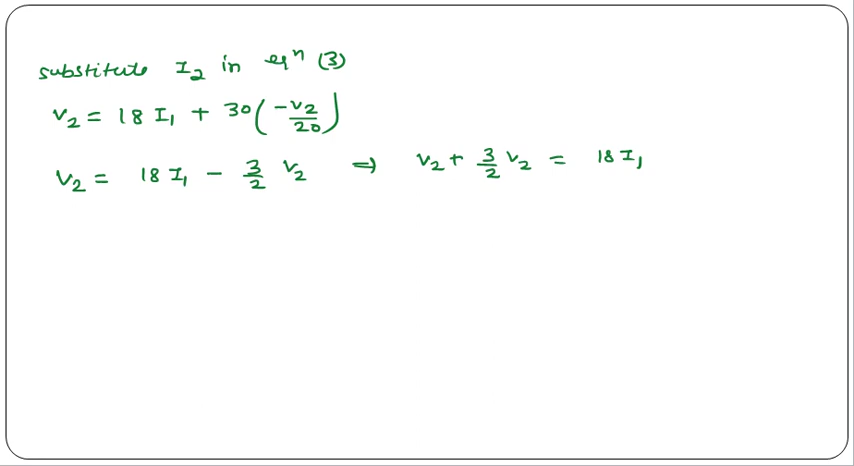 substitute I₂ in eqⁿ (3)
V₂ = 18 I₁ + 30(-V₂/20)
V₂ = 18 I₁ - 3/2 V₂ ⇒ V₂ + 3/2 V₂ = 18 I₁